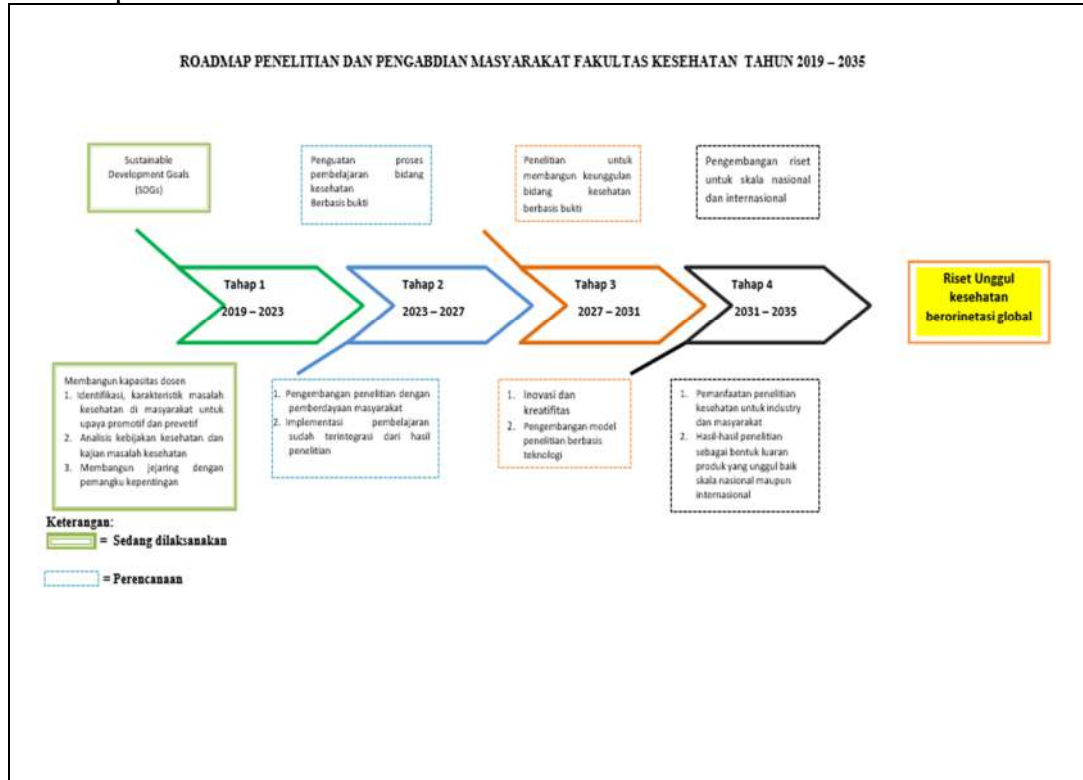 ROADMAP PENELITIAN DAN PENGABDIAN MASYARAKAT FAKULTAS KESEHATAN TAHUN 2019 – 2035
Sustainable
Development Goals
(SDGs)
Penguatan proses
pembelajaran bidang
kesehatan
Berbasis bukti
Penelitian untuk
membangun keunggulan
bidang kesehatan
berbasis bukti
Pengembangan riset
untuk skala nasional
dan internasional
Tahap 1
2019 – 2023
Tahap 2
2023 – 2027
Tahap 3
2027 – 2031
Tahap 4
2031 – 2035
Riset Unggul
kesehatan
berorinetasi global
Membangun kapasitas dosen
1. Identifikasi, karakteristik masalah
kesehatan di masyarakat untuk
upaya promotif dan prevetif
2. Analisis kebijakan kesehatan dan
kajian masalah kesehatan
3. Membangun jejaring dengan
pemangku kepentingan
1. Pengembangan penelitian dengan
pemberdayaan masyarakat
2. Implementasi pembelajaran
sudah terintegrasi dari hasil
penelitian
1. Inovasi dan
kreatifitas
2. Pengembangan model
penelitian berbasis
teknologi
1. Pemanfaatan penelitian
kesehatan untuk industry
dan masyarakat
2. Hasil-hasil penelitian
sebagai bentuk luaran
produk yang unggul baik
skala nasional maupun
internasional
Keterangan:
= Sedang dilaksanakan
= Perencanaan